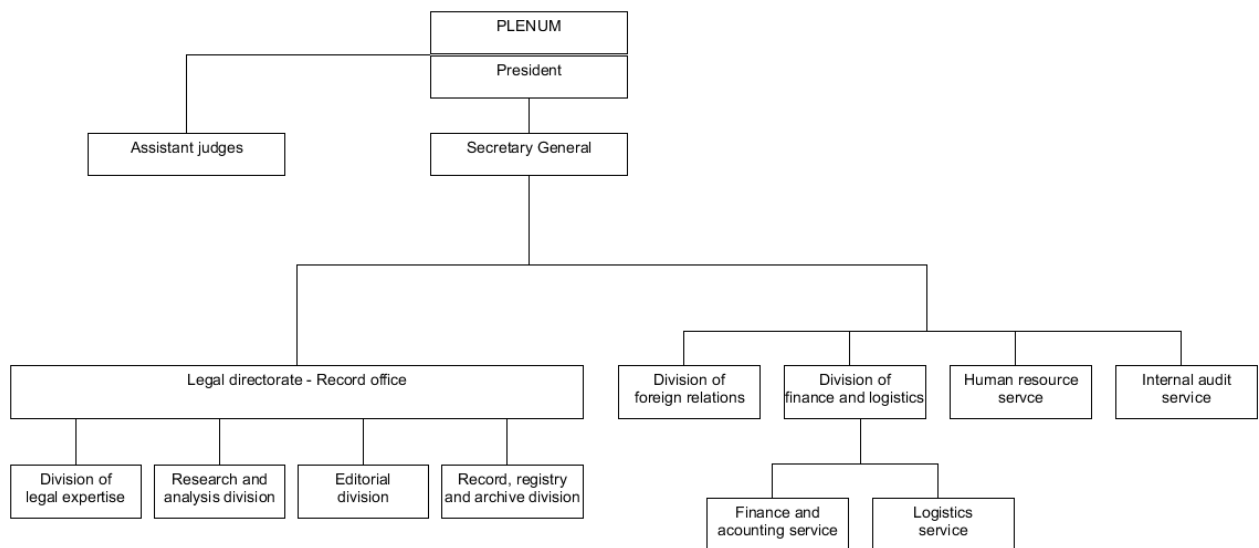 PLENUM
President
Assistant judges
Secretary General
Legal directorate - Record office
Division of
foreign relations
Division of
finance and logistics
Human resource
servce
Internal audit
service
Division of
legal expertise
Research and
analysis division
Editorial
division
Record, registry
and archive division
Finance and
acounting service
Logistics
service